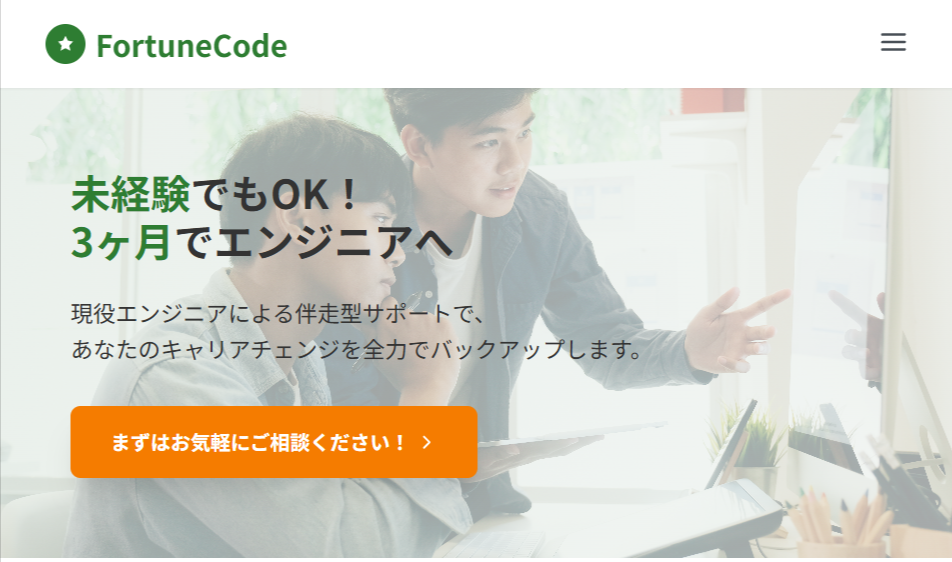 FortuneCode
未経験でもOK！
3ヶ月でエンジニアへ
現役エンジニアによる伴走型サポートで、
あなたのキャリアチェンジを全力でバックアップします。
まずはお気軽にご相談ください！